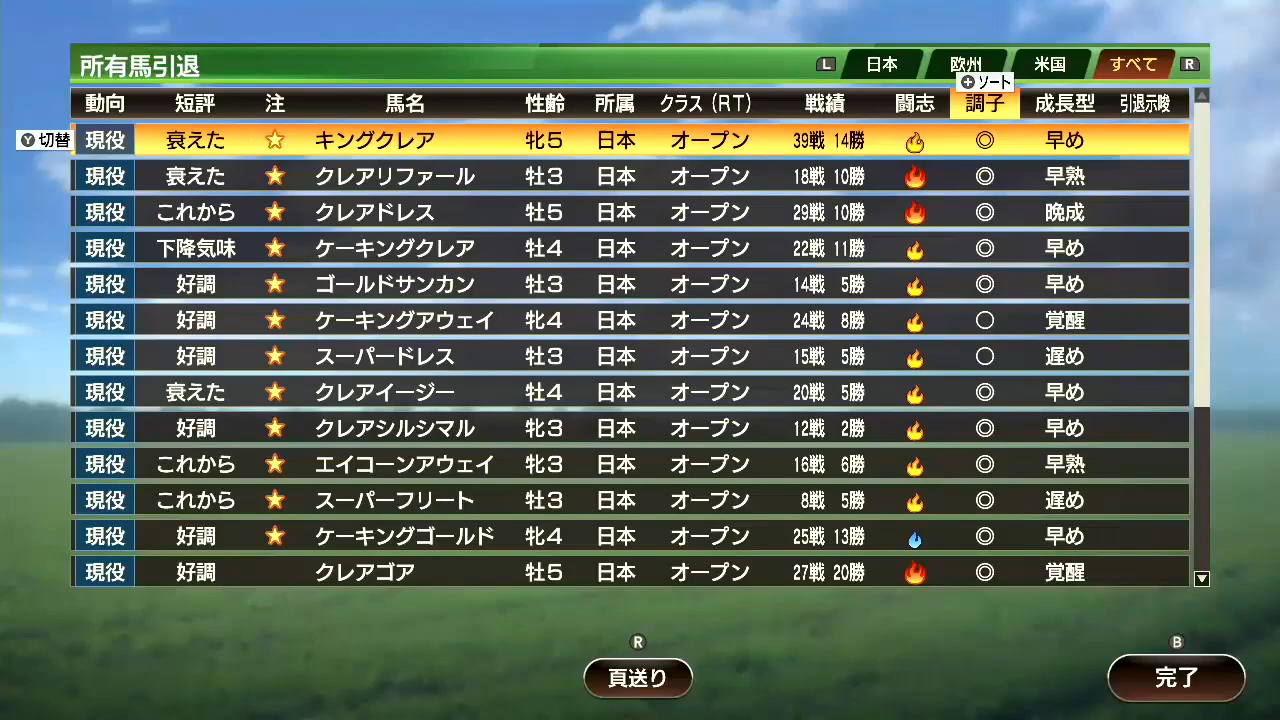 所有馬引退 L 日本 欧州 米国 すべて R
+ ソート
動向 短評 注 馬名 性齢 所属 クラス(RT) 戦績 闘志 調子 成長型 引退示唆
Y 切替 現役 衰えた ☆ キングクレア 牝5 日本 オープン 39戦 14勝 ◎ 早め
現役 衰えた ★ クレアリファール 牡3 日本 オープン 18戦 10勝 ◎ 早熟
現役 これから ★ クレアドレス 牡5 日本 オープン 29戦 10勝 ◎ 晩成
現役 下降気味 ★ ケーキングクレア 牡4 日本 オープン 22戦 11勝 ◎ 早め
現役 好調 ★ ゴールドサンカン 牡3 日本 オープン 14戦 5勝 ◎ 早め
現役 好調 ★ ケーキングアウェイ 牝4 日本 オープン 24戦 8勝 ○ 覚醒
現役 好調 ★ スーパードレス 牡3 日本 オープン 15戦 5勝 ○ 遅め
現役 衰えた ★ クレアイージー 牡4 日本 オープン 20戦 5勝 ◎ 早め
現役 好調 ★ クレアシルシマル 牝3 日本 オープン 12戦 2勝 ◎ 早め
現役 これから ★ エイコーンアウェイ 牝3 日本 オープン 16戦 6勝 ◎ 早熟
現役 これから ★ スーパーフリート 牡3 日本 オープン 8戦 5勝 ◎ 遅め
現役 好調 ★ ケーキングゴールド 牝4 日本 オープン 25戦 13勝 ◎ 早め
現役 好調 クレアゴア 牡5 日本 オープン 27戦 20勝 ◎ 覚醒
R
頁送り
B
完了